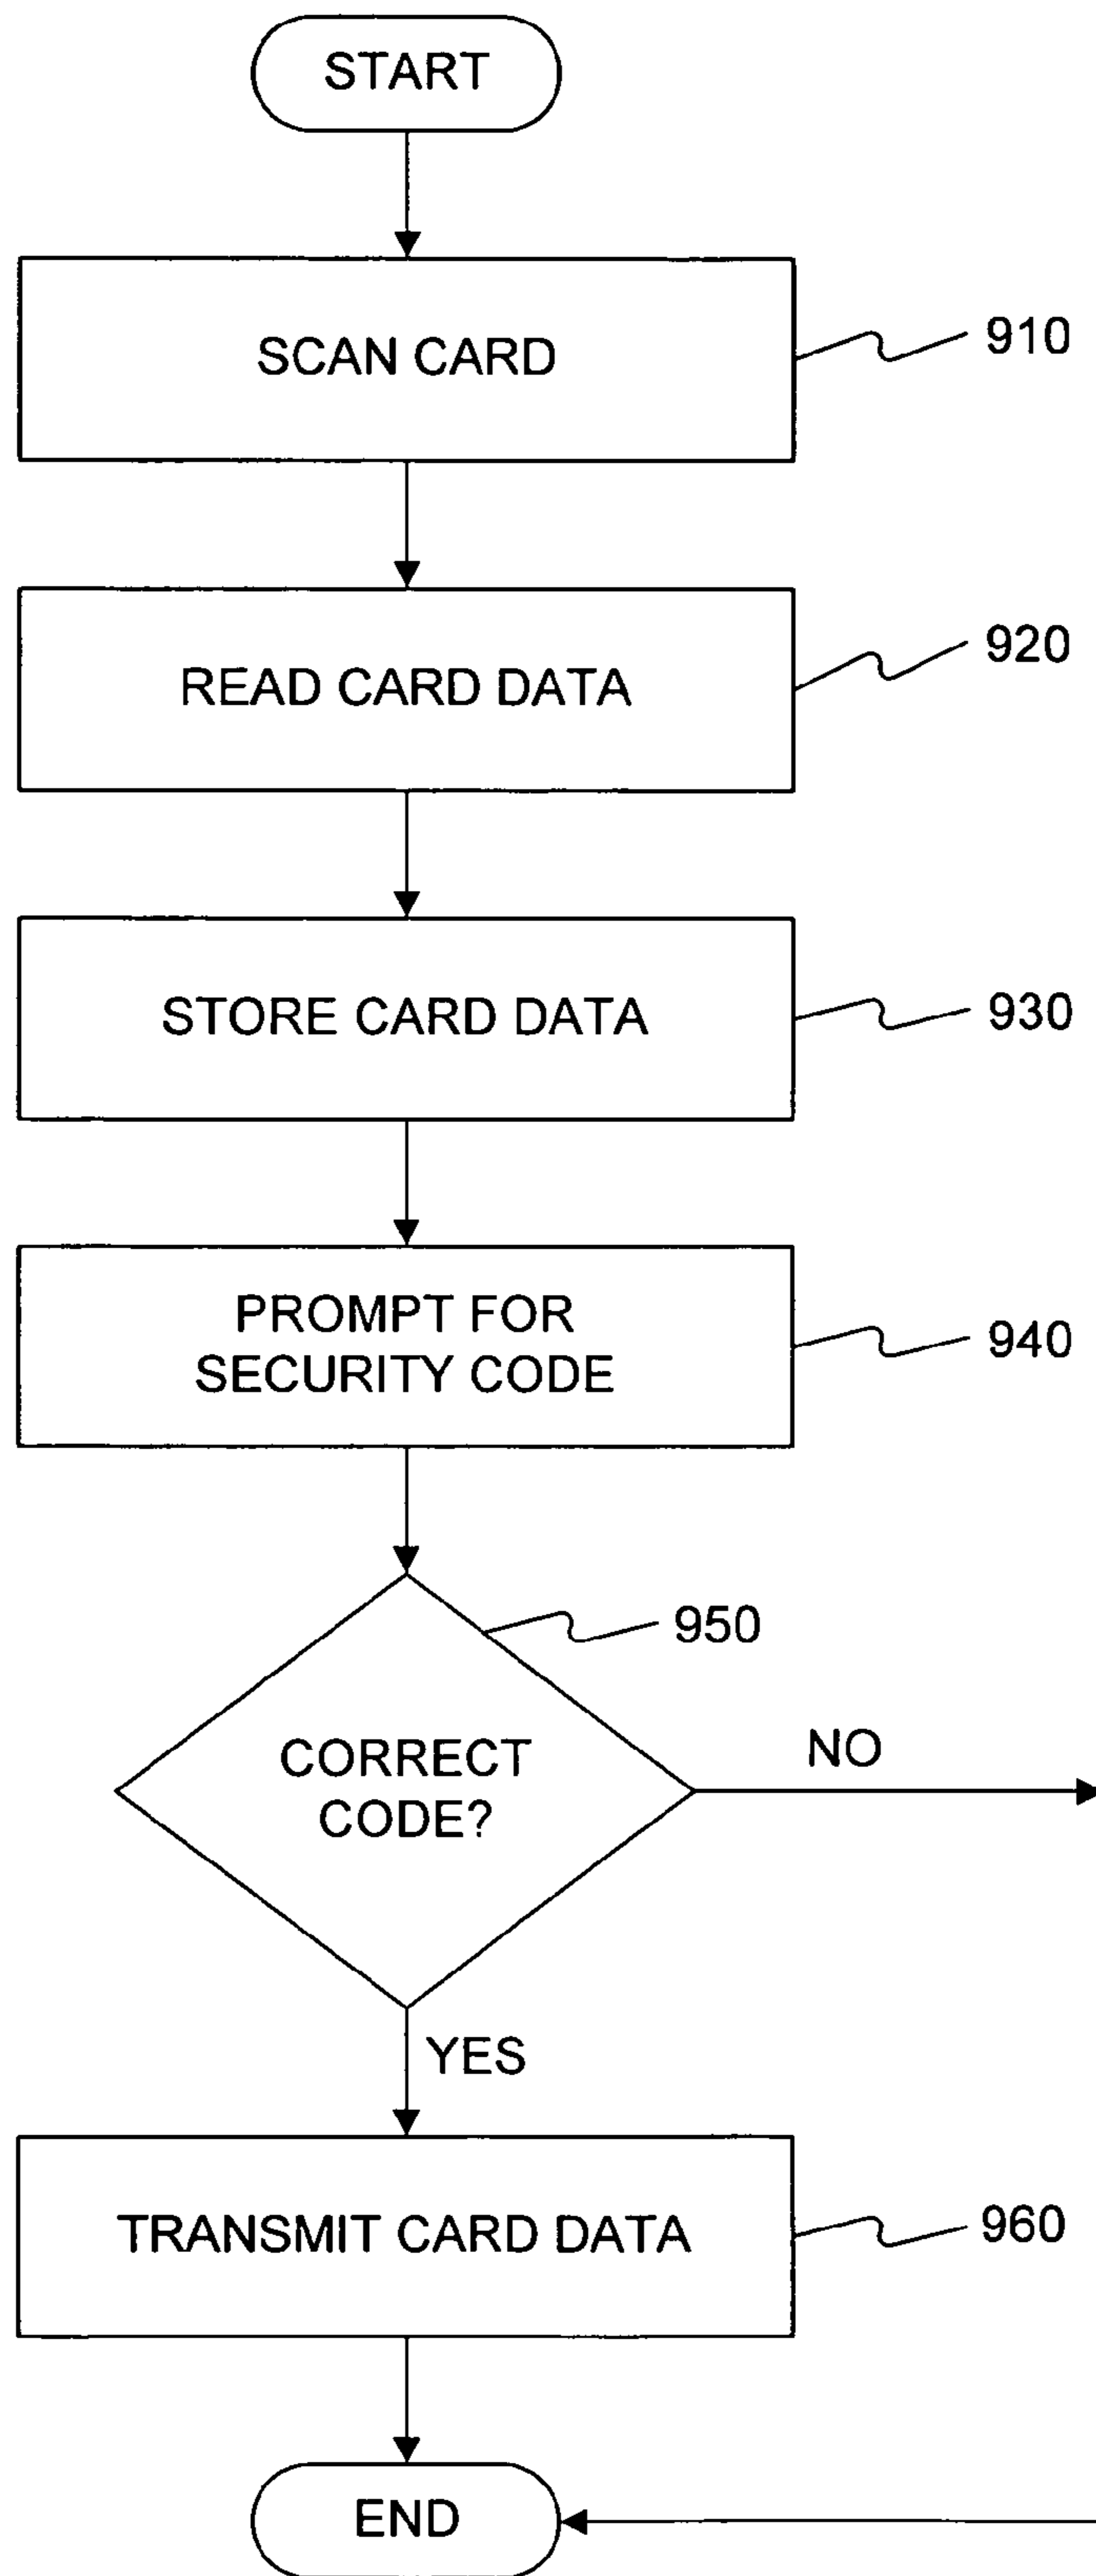 START
SCAN CARD
910
READ CARD DATA
920
STORE CARD DATA
930
PROMPT FOR
SECURITY CODE
940
950
CORRECT
CODE?
NO
YES
TRANSMIT CARD DATA
960
END